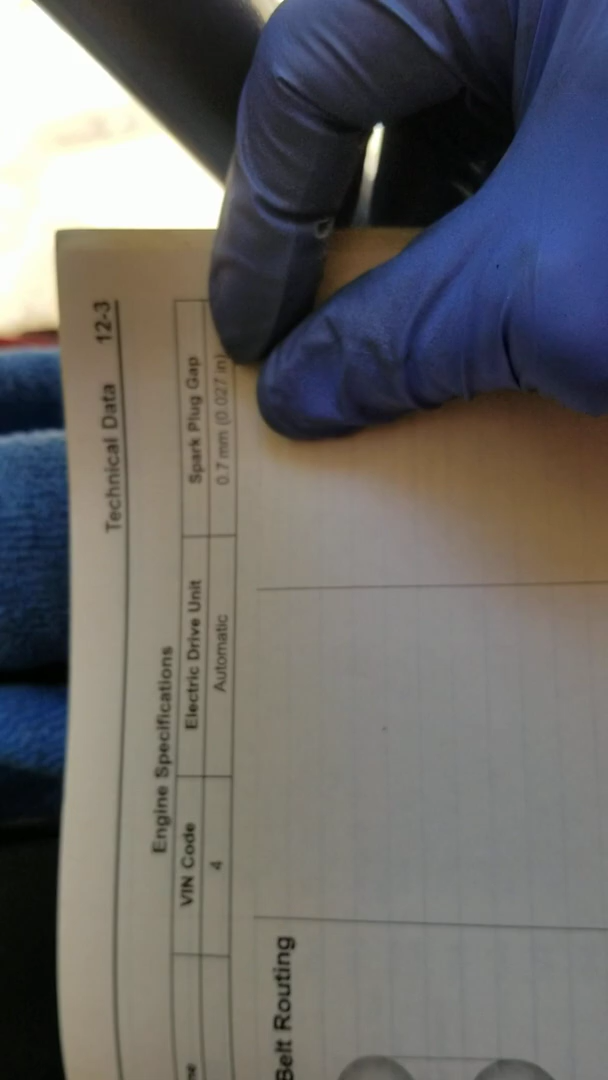 Technical Data 12-3
Engine Specifications
VIN Code Electric Drive Unit Spark Plug Gap
4 Automatic 0.7 mm (0.027 in)
Belt Routing